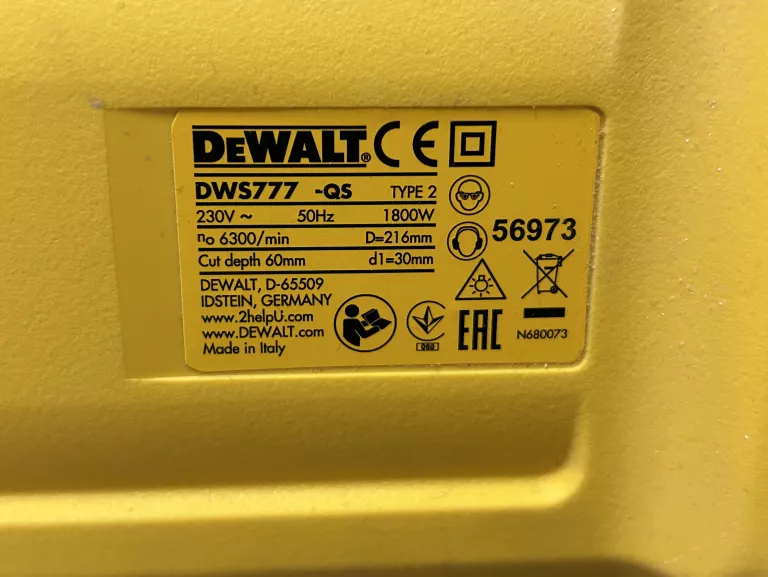 DEWALT® CE
DWS777 -QS TYPE 2
230V ~ 50Hz 1800W
no 6300/min D=216mm
Cut depth 60mm d1=30mm
56973
DEWALT, D-65509
IDSTEIN, GERMANY
www.2helpU.com
www.DEWALT.com
Made in Italy
EAC
N680073